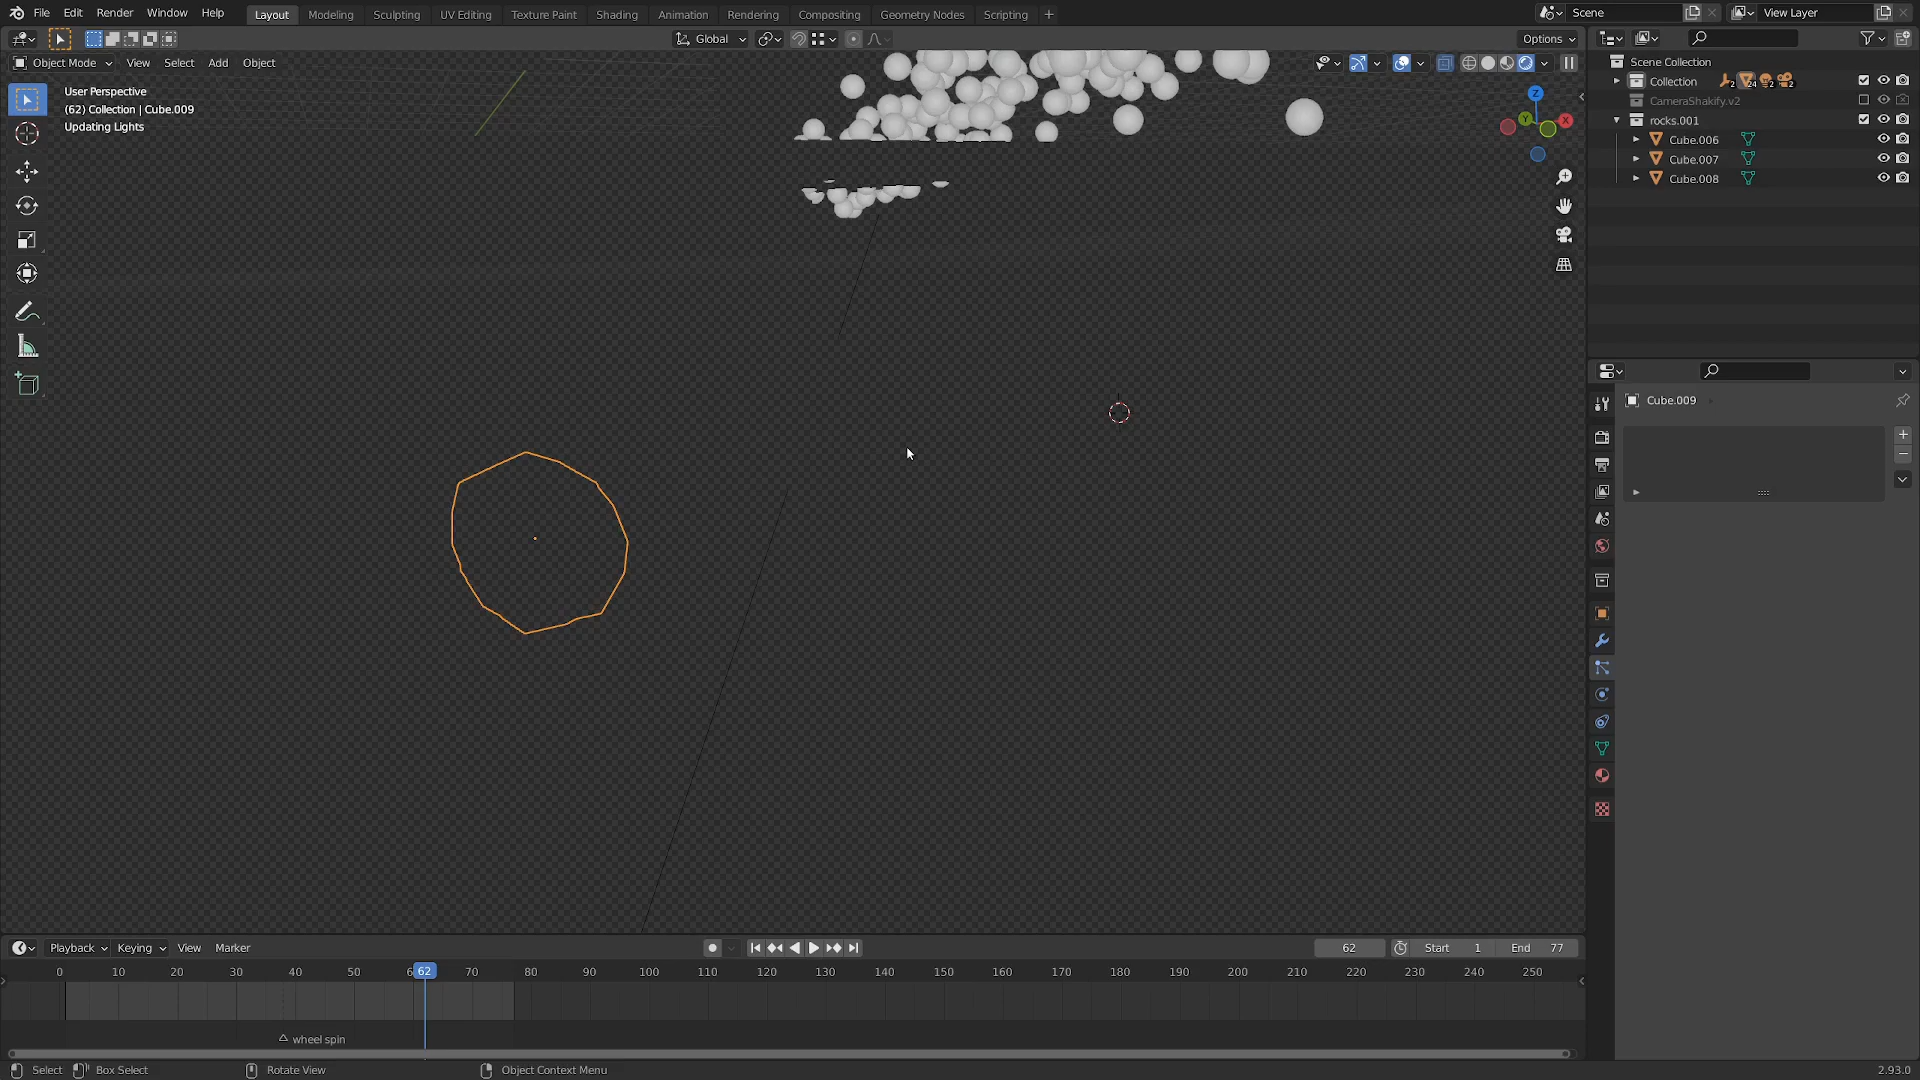 File Edit Render Window Help Layout Modeling Sculpting UV Editing Texture Paint Shading Animation Rendering Compositing Geometry Nodes Scripting + Scene View Layer
Global Options
Object Mode View Select Add Object
User Perspective
(62) Collection | Cube.009
Updating Lights
Z
Y
X
Scene Collection
Collection 2 24 2 2
CameraShakify.v2
rocks.001
Cube.006
Cube.007
Cube.008
Cube.009
Playback Keying View Marker 62 Start 1 End 77
0 10 20 30 40 50 6 62 70 80 90 100 110 120 130 140 150 160 170 180 190 200 210 220 230 240 250
wheel spin
Select Box Select Rotate View Object Context Menu 2.93.0